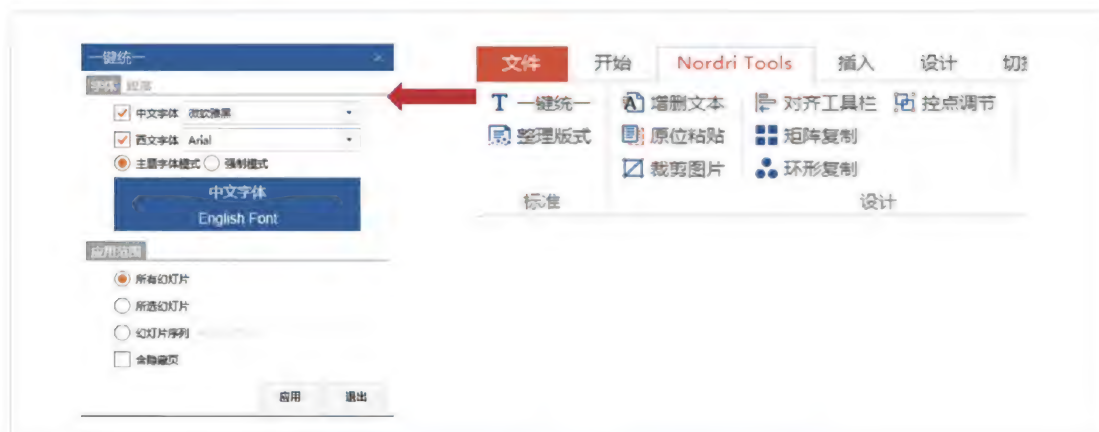 一键统一 ×
字体 段落
中文字体 微软雅黑
西文字体 Arial
主题字体模式 强制模式
中文字体
English Font
应用范围
所有幻灯片
所选幻灯片
幻灯片序列
含隐藏页
应用 退出
文件 开始 Nordri Tools 插入 设计
T 一键统一 增删文本 对齐工具栏 控点调节
整理版式 原位粘贴 矩阵复制
裁剪图片 环形复制
标准 设计